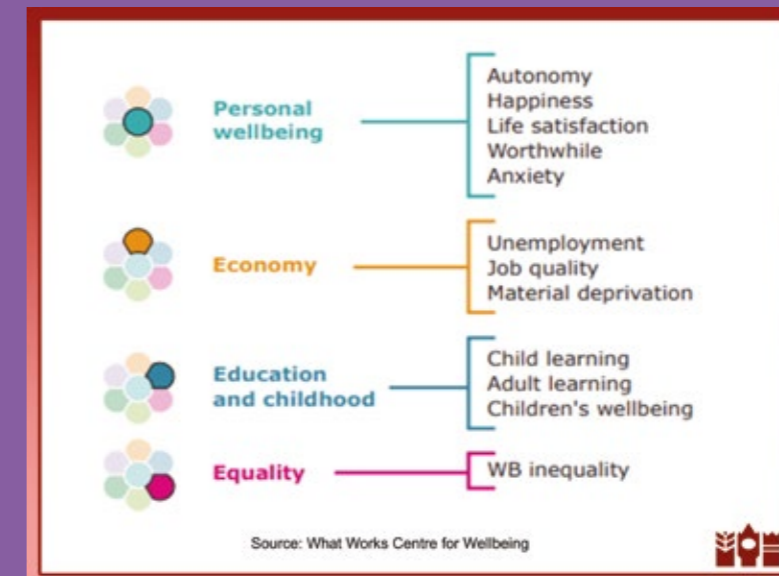 Personal
wellbeing
Autonomy
Happiness
Life satisfaction
Worthwhile
Anxiety
Economy
Unemployment
Job quality
Material deprivation
Education
and childhood
Child learning
Adult learning
Children's wellbeing
Equality
WB inequality
Source: What Works Centre for Wellbeing